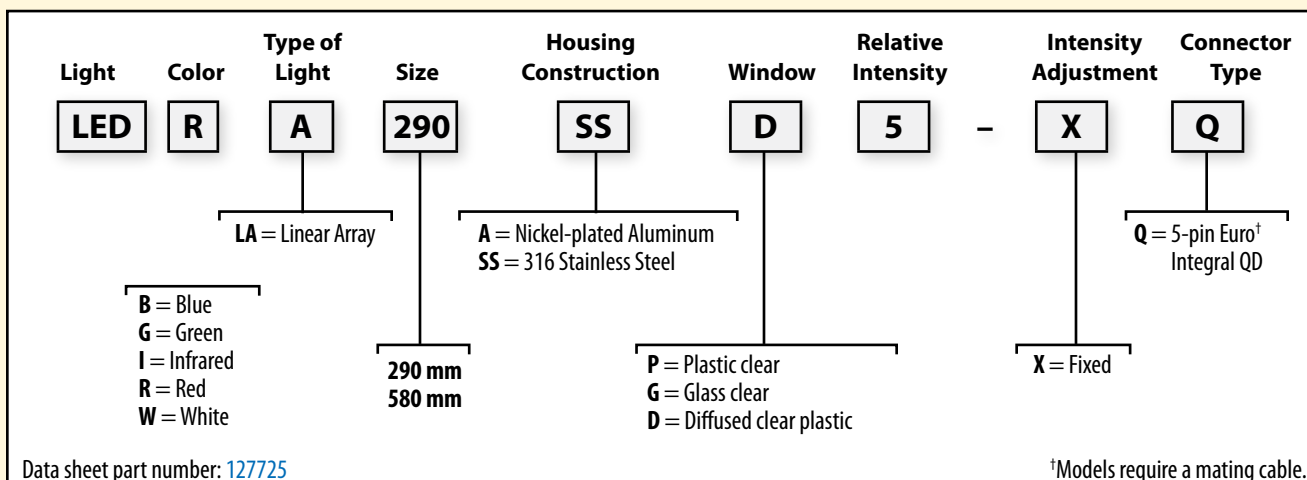 Light Color Type of Light Size Housing Construction Window Relative Intensity Intensity Adjustment Connector Type
LED R A 290 SS D 5 – X Q
LA = Linear Array
A = Nickel-plated Aluminum
SS = 316 Stainless Steel
Q = 5-pin Euro†
Integral QD
B = Blue
G = Green
I = Infrared
R = Red
W = White
290 mm
580 mm
P = Plastic clear
G = Glass clear
D = Diffused clear plastic
X = Fixed
Data sheet part number: 127725
†Models require a mating cable.